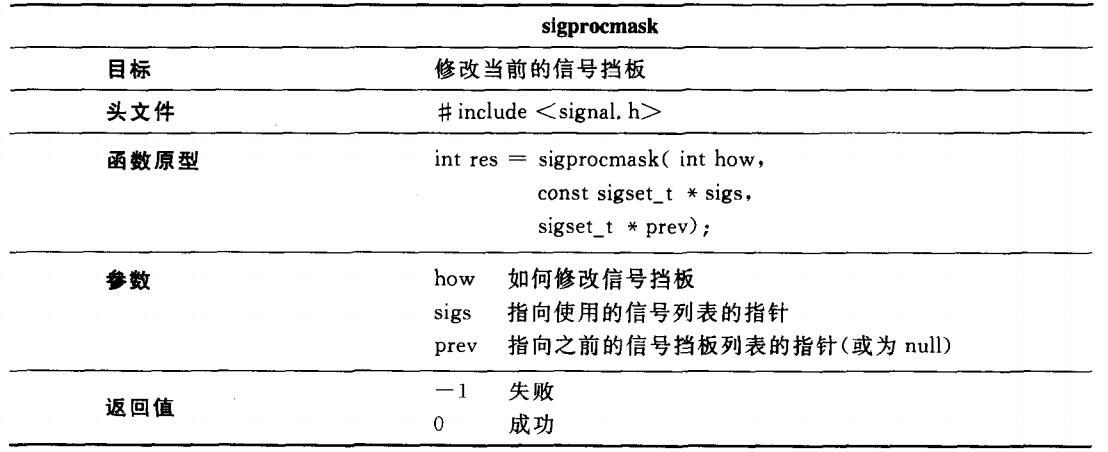 sigprocmask
目标 修改当前的信号挡板
头文件 # include <signal. h>
函数原型 int res = sigprocmask( int how,
const sigset_t * sigs,
sigset_t * prev);
参数 how 如何修改信号挡板
sigs 指向使用的信号列表的指针
prev 指向之前的信号挡板列表的指针(或为 null)
返回值 -1 失败
0 成功